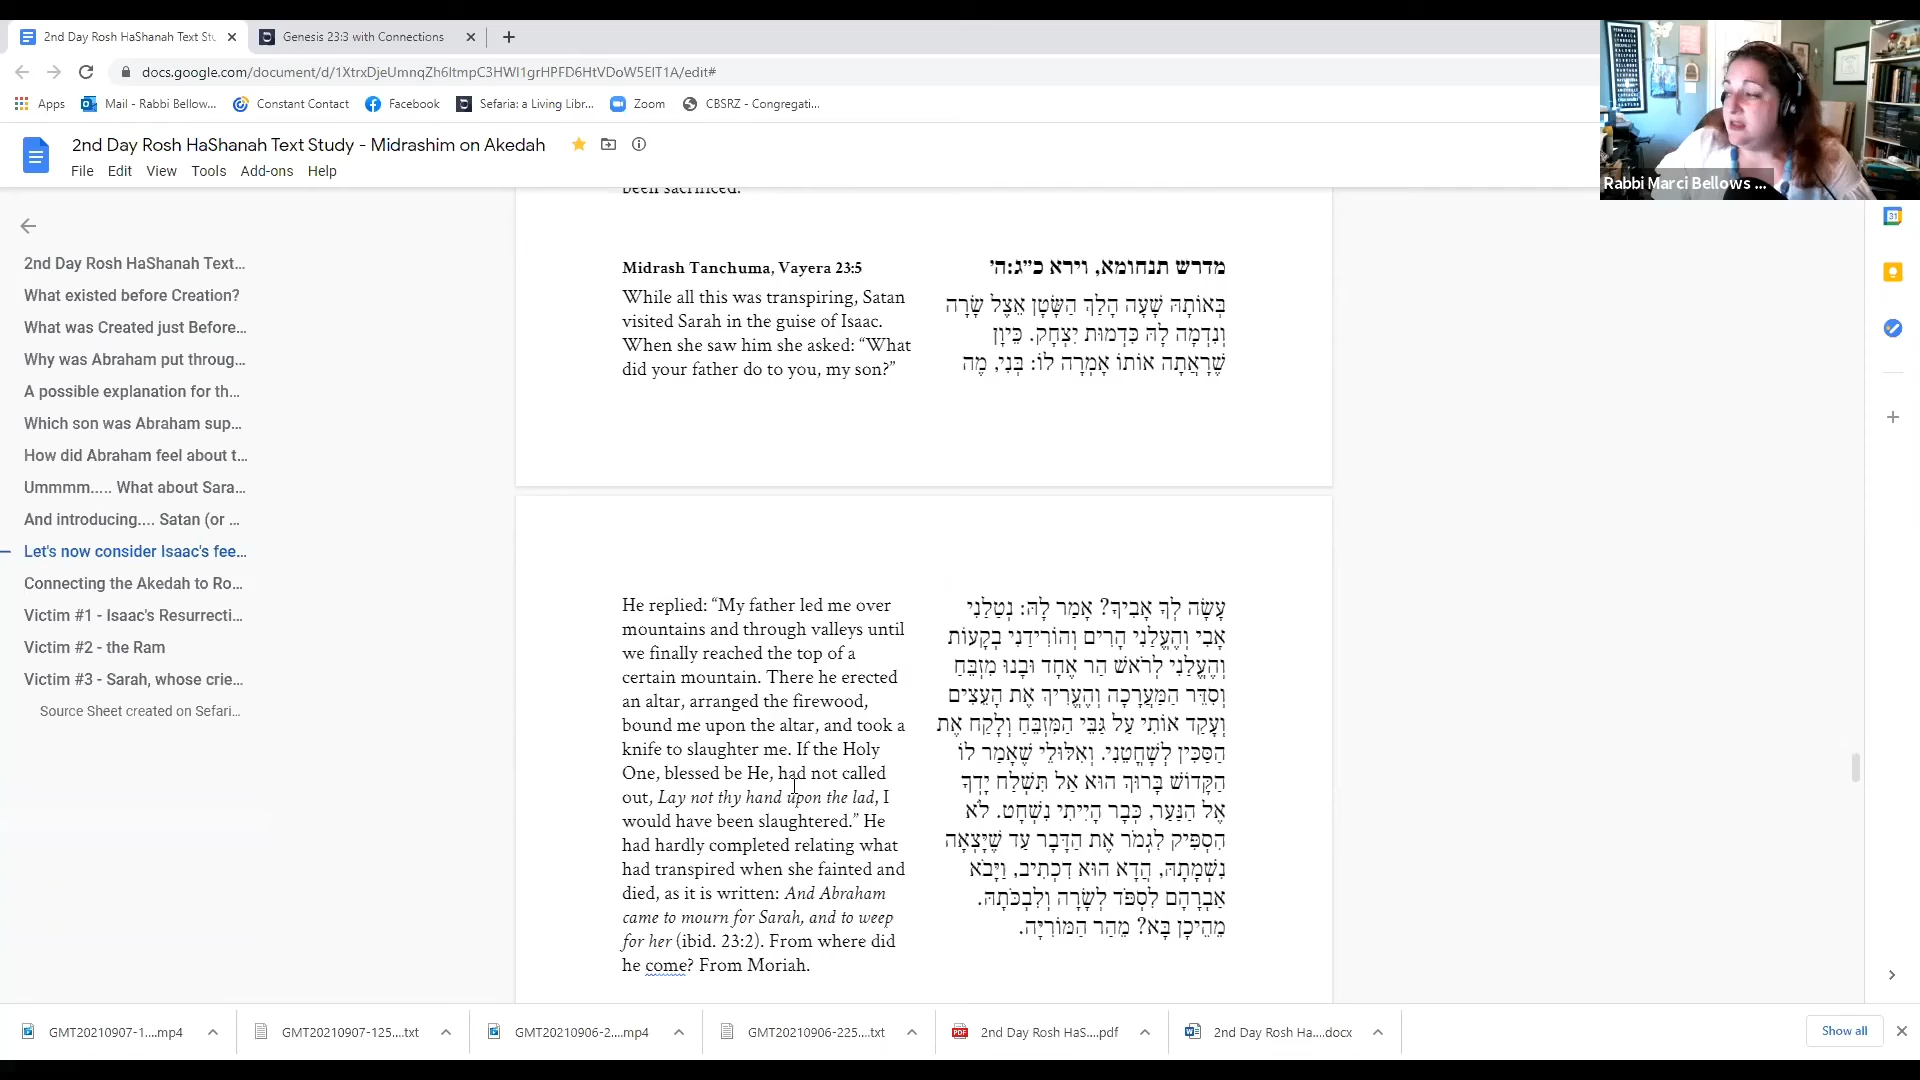 2nd Day Rosh HaShanah Text Stu
Genesis 23:3 with Connections
docs.google.com/document/d/1XtrxDjeUmnqZh6ltmpC3HWl1grHPFD6HtVDoW5ElT1A/edit#
Apps
Mail - Rabbi Bellow...
Constant Contact
Facebook
Sefaria: a Living Libr...
Zoom
CBSRZ - Congregati...
2nd Day Rosh HaShanah Text Study - Midrashim on Akedah
File Edit View Tools Add-ons Help
Rabbi Marci Bellows ...
31
2nd Day Rosh HaShanah Text...
What existed before Creation?
What was Created just Before...
Why was Abraham put throug...
A possible explanation for th...
Which son was Abraham sup...
How did Abraham feel about t...
Ummmm..... What about Sara...
And introducing.... Satan (or ...
Let's now consider Isaac's fee...
Connecting the Akedah to Ro...
Victim #1 - Isaac's Resurrecti...
Victim #2 - the Ram
Victim #3 - Sarah, whose crie...
Source Sheet created on Sefari...
been sacrificed.
Midrash Tanchuma, Vayera 23:5
While all this was transpiring, Satan
visited Sarah in the guise of Isaac.
When she saw him she asked: “What
did your father do to you, my son?”
מדרש תנחומא, וירא כ״ג:ה׳
בְּאוֹתָהּ שָׁעָה הָלַךְ הַשָּׂטָן אֵצֶל שָׂרָה
וְנִדְמָה לָהּ כִּדְמוּת יִצְחָק. כֵּיוָן
שֶׁרָאֲתָה אוֹתוֹ אָמְרָה לוֹ: בְּנִי, מֶה
He replied: “My father led me over
mountains and through valleys until
we finally reached the top of a
certain mountain. There he erected
an altar, arranged the firewood,
bound me upon the altar, and took a
knife to slaughter me. If the Holy
One, blessed be He, had not called
out, Lay not thy hand upon the lad, I
would have been slaughtered.” He
had hardly completed relating what
had transpired when she fainted and
died, as it is written: And Abraham
came to mourn for Sarah, and to weep
for her (ibid. 23:2). From where did
he come? From Moriah.
עָשָׂה לְךָ אָבִיךָ? אָמַר לָהּ: נְטָלַנִי
אָבִי וְהֶעֱלַנִי הָרִים וְהוֹרִידַנִי בְקָעוֹת
וְהֶעֱלַנִי לְרֹאשׁ הַר אֶחָד וּבָנוּ מִזְבֵּחַ
וְסִדֵּר הַמַּעֲרָכָה וְהֶעֱרִיךְ אֶת הָעֵצִים
וְעָקַד אוֹתִי עַל גַּבֵּי הַמִּזְבֵּחַ וְלָקַח אֶת
הַסַּכִּין לְשָׁחֳטֵנִי. וְאִלּוּלֵי שֶׁאָמַר לוֹ
הַקָּדוֹשׁ בָּרוּךְ הוּא אַל תִּשְׁלַח יָדְךָ
אֶל הַנַּעַר, כְּבָר הָיִיתִי נִשְׁחָט. לֹא
הִסְפִּיק לִגְמֹר אֶת הַדָּבָר עַד שֶׁיָּצְאָה
נִשְׁמָתָהּ, הֲדָא הוּא דִכְתִיב, וַיָּבֹא
אַבְרָהָם לִסְפֹּד לְשָׂרָה וְלִבְכֹּתָהּ.
מֵהֵיכָן בָּא? מֵהַר הַמּוֹרִיָּה.
GMT20210907-1....mp4
GMT20210907-125....txt
GMT20210906-2....mp4
GMT20210906-225....txt
2nd Day Rosh HaS....pdf
2nd Day Rosh Ha....docx
Show all